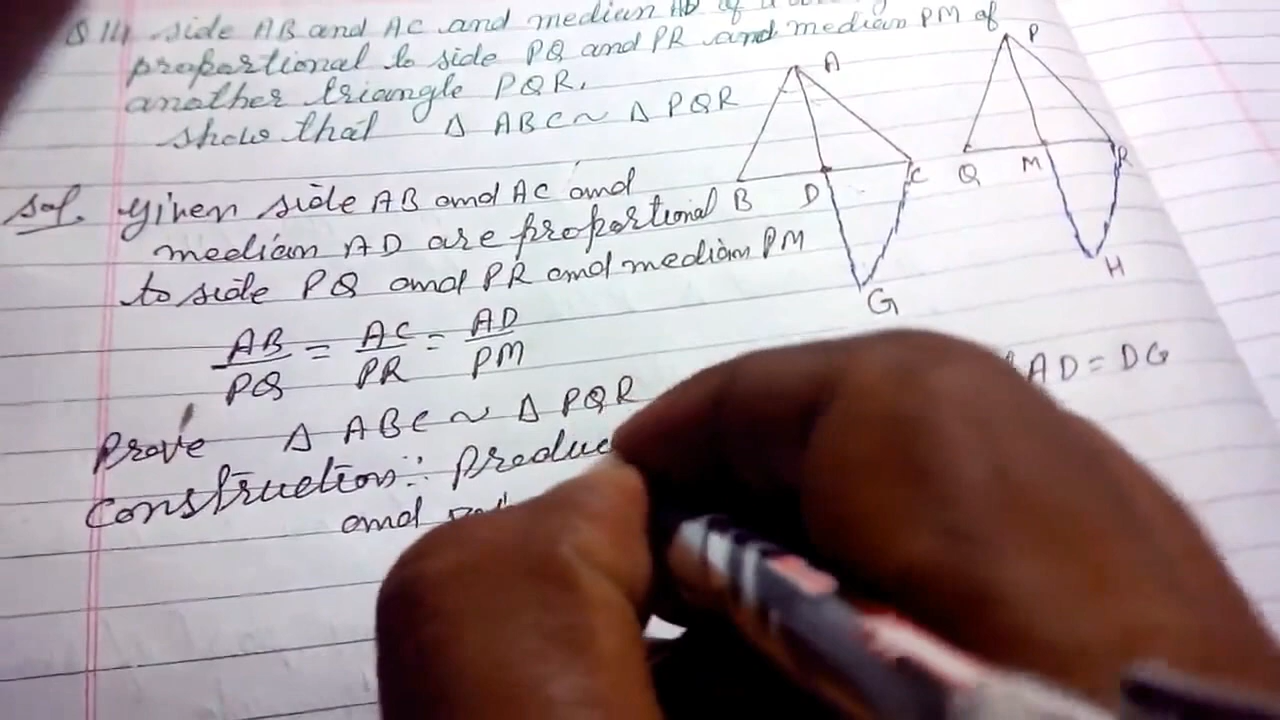 side AB and AC and median AD of a
proportional to side PQ and PR and median PM of
another triangle PQR.
show that Δ ABC ~ Δ PQR
Sol. Given side AB and AC and
median AD are proportional
to side PQ and PR and median PM
AB/PQ = AC/PR = AD/PM
Prove Δ ABC ~ Δ PQR
Construction:: Produc
AD = DG
and
A
B
D
C
G
P
Q
M
R
H